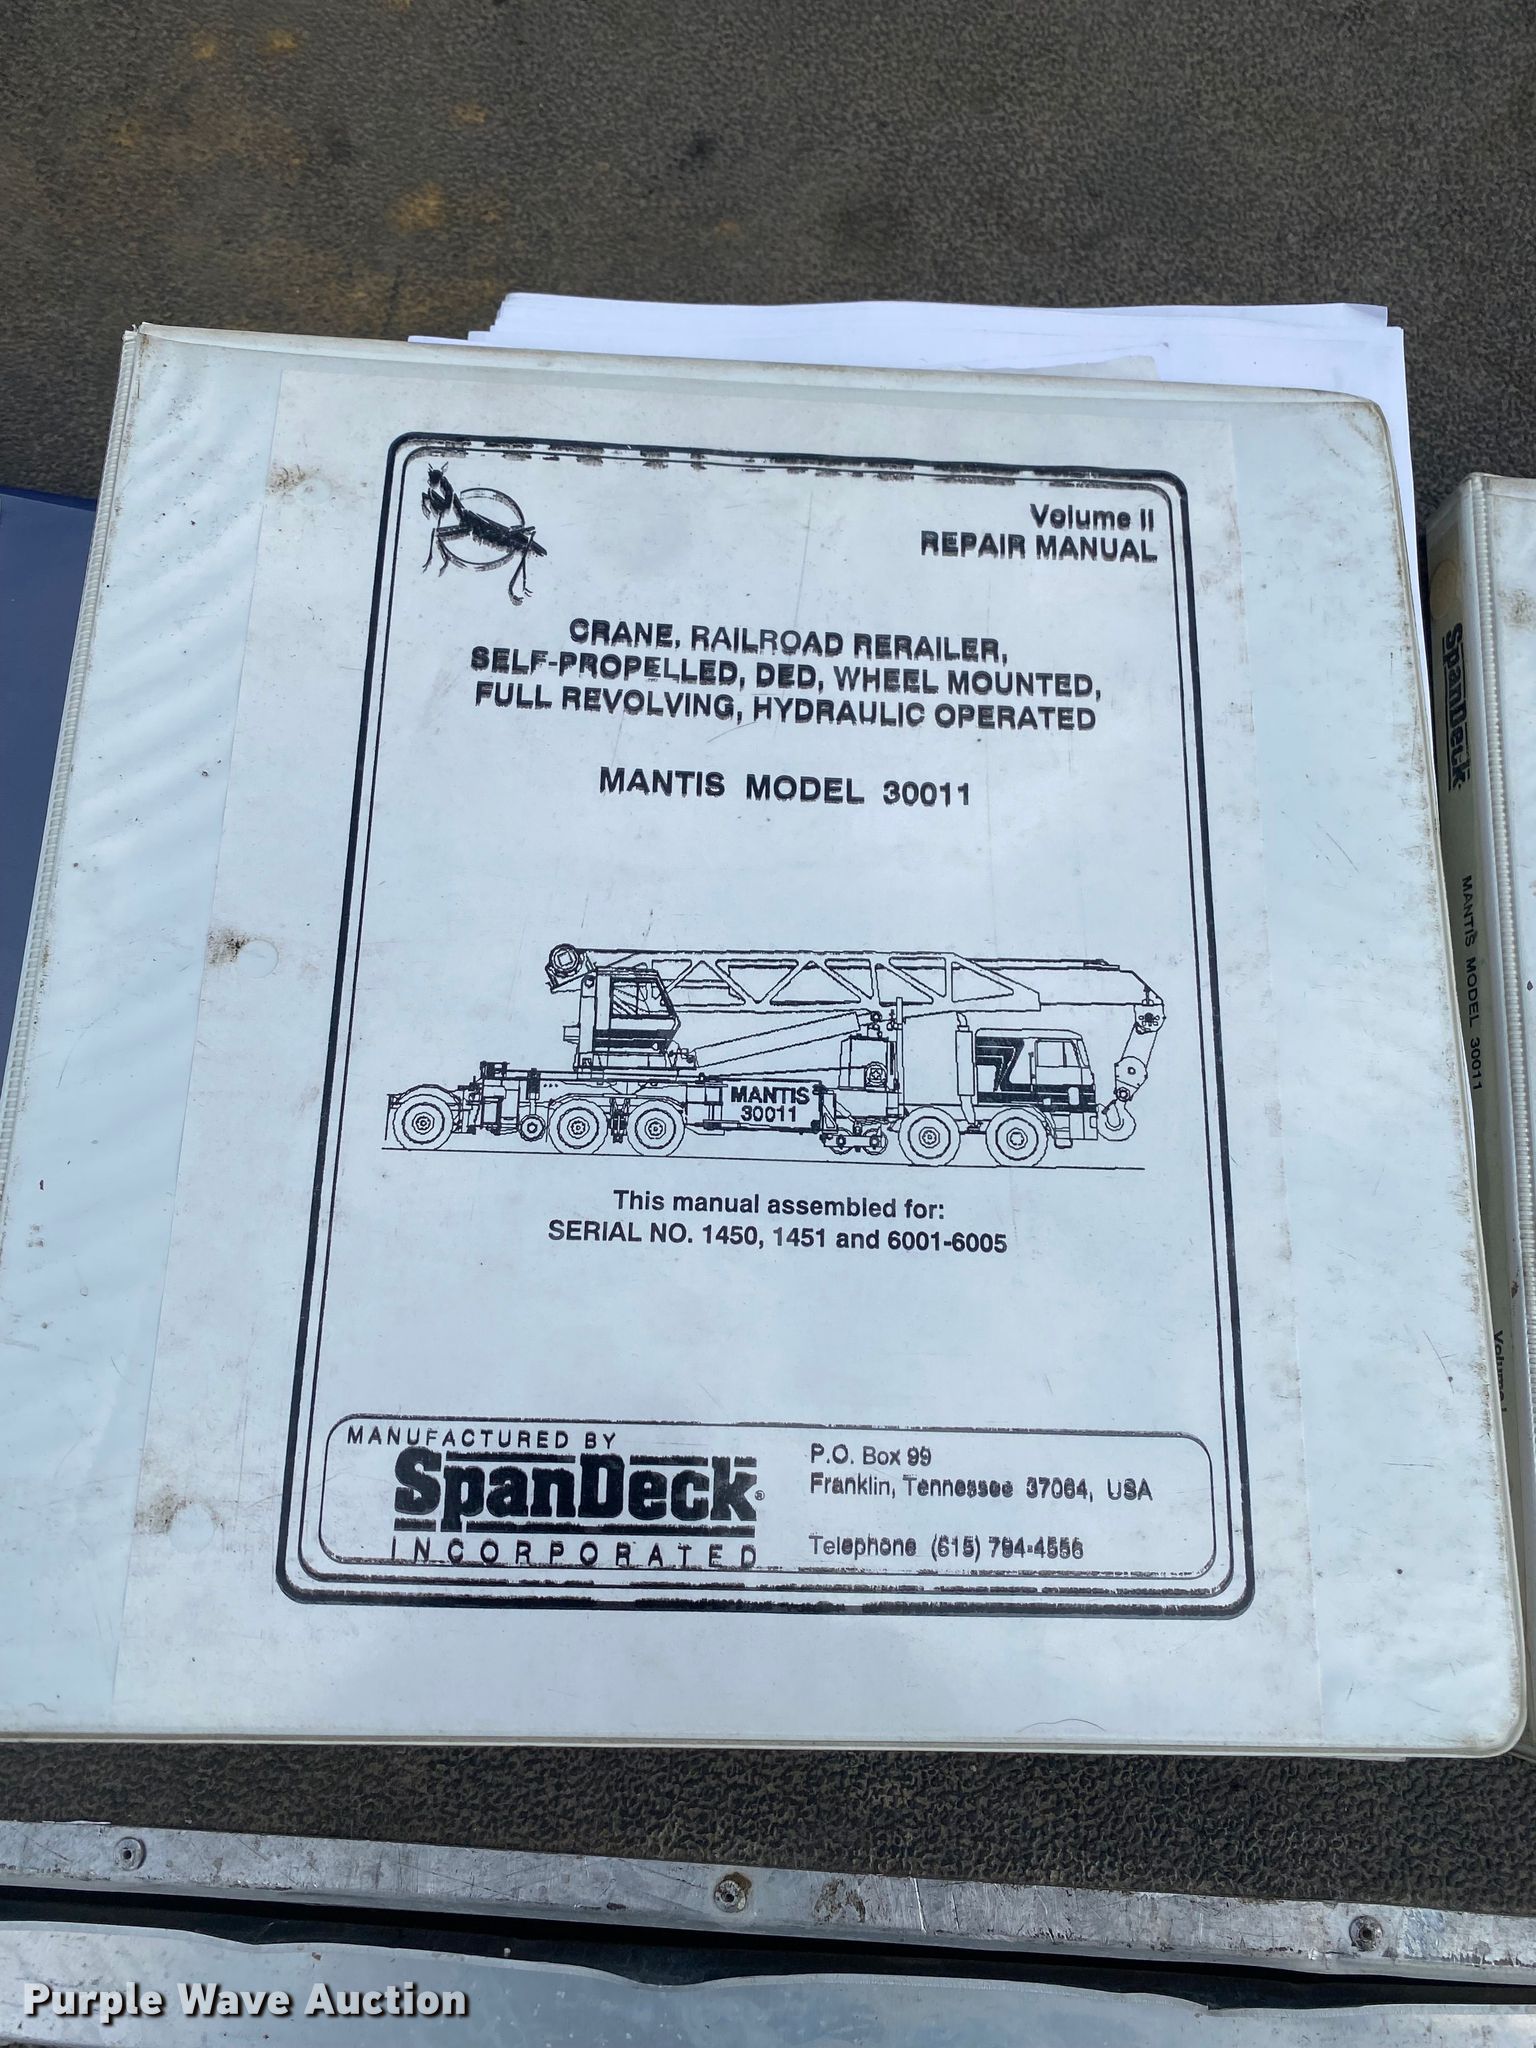 Volume II
REPAIR MANUAL
CRANE, RAILROAD RERAILER,
SELF-PROPELLED, DED, WHEEL MOUNTED,
FULL REVOLVING, HYDRAULIC OPERATED
MANTIS MODEL 30011
MANTIS
30011
This manual assembled for:
SERIAL NO. 1450, 1451 and 6001-6005
MANUFACTURED BY
SpanDeck®
INCORPORATED
P.O. Box 99
Franklin, Tennessee 37064, USA
Telephone (615) 794-4556
SpanDeck
MANTIS MODEL 30011
Volume I
Purple Wave Auction